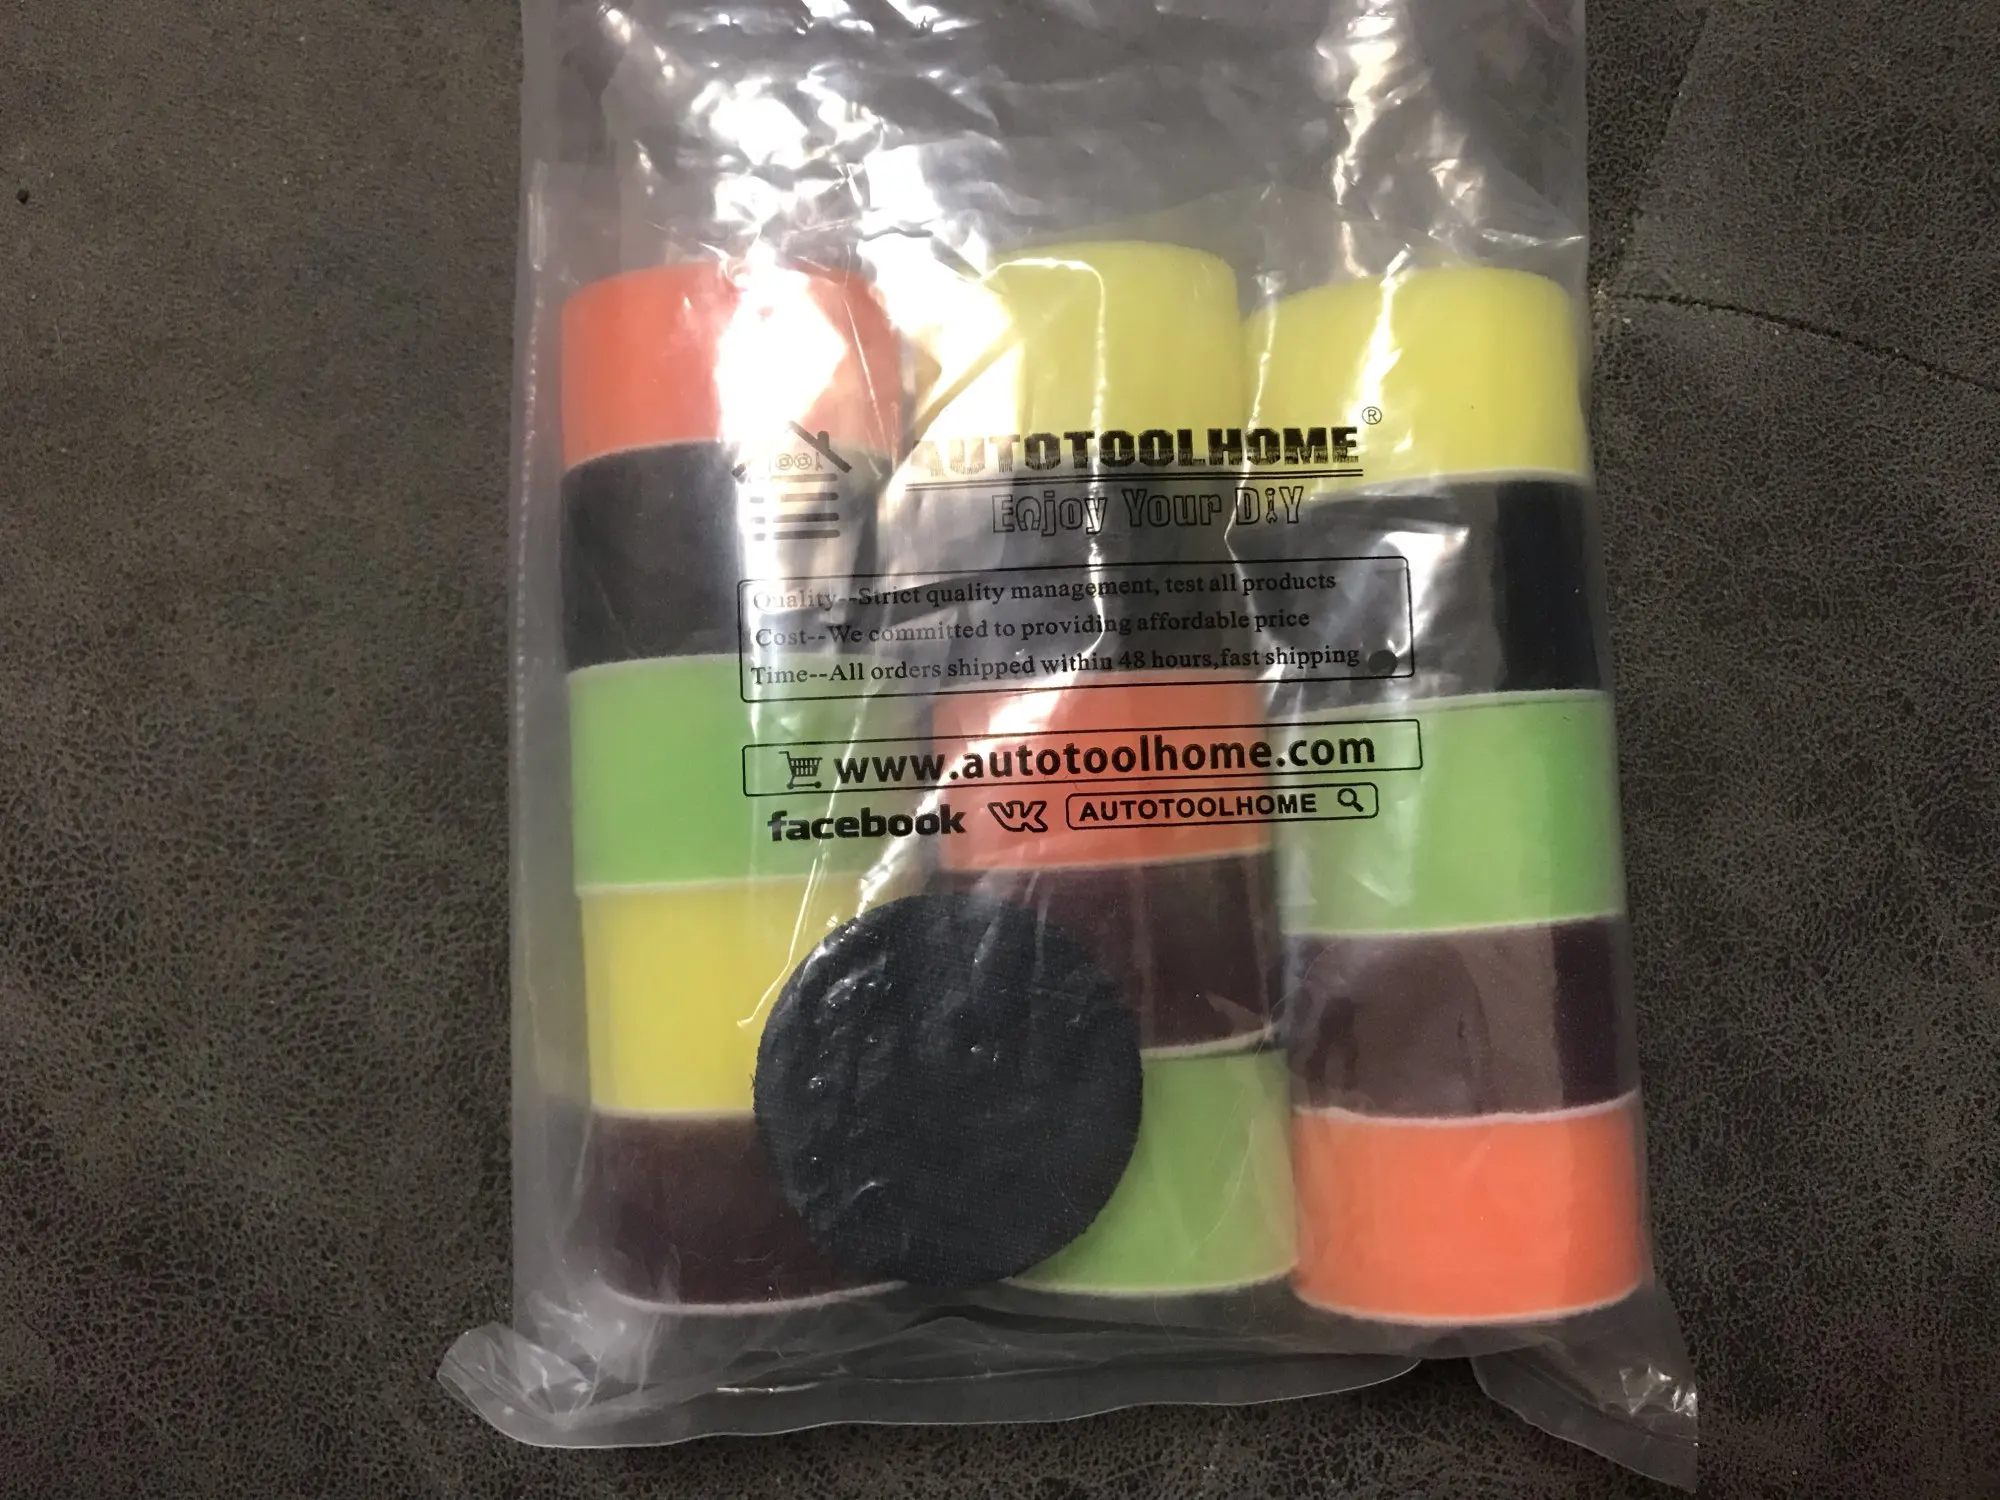 AUTOTOOLHOME®
Enjoy Your DIY
Quality--Strict quality management, test all products
Cost--We committed to providing affordable price
Time--All orders shipped within 48 hours,fast shipping
www.autotoolhome.com
facebook VK AUTOTOOLHOME